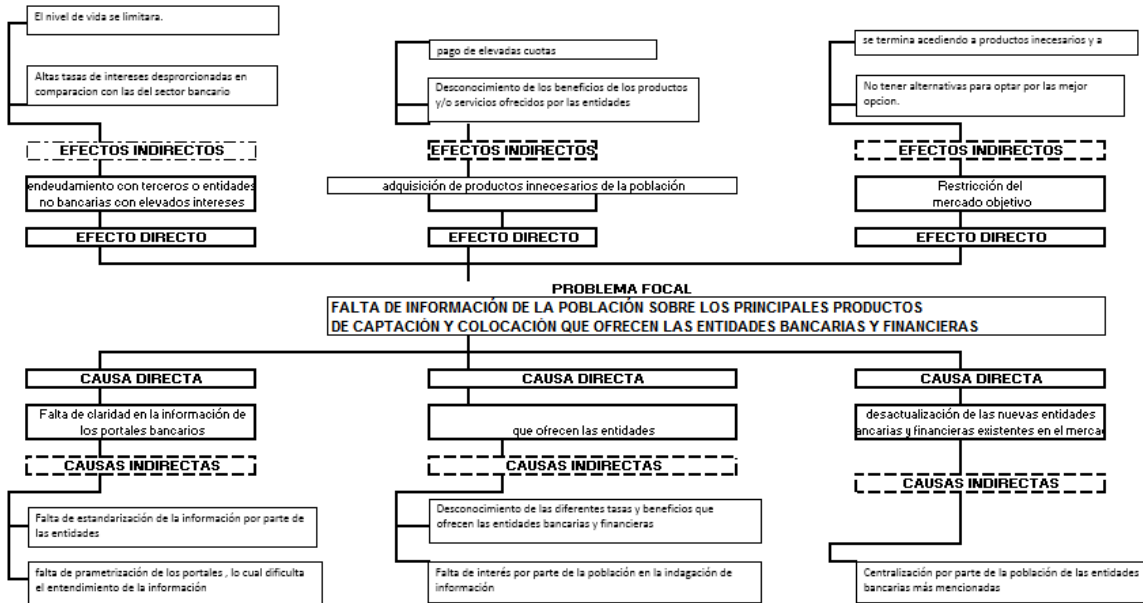 El nivel de vida se limitara.
Altas tasas de intereses desproporcionadas en
comparacion con las del sector bancario
EFECTOS INDIRECTOS
endeudamiento con terceros o entidades
no bancarias con elevados intereses
EFECTO DIRECTO
pago de elevadas cuotas
Desconocimiento de los beneficios de los productos
y/o servicios ofrecidos por las entidades
EFECTOS INDIRECTOS
adquisición de productos innecesarios de la población
EFECTO DIRECTO
se termina acediendo a productos inecesarios y a
No tener alternativas para optar por las mejor
opcion.
EFECTOS INDIRECTOS
Restricción del
mercado objetivo
EFECTO DIRECTO
PROBLEMA FOCAL
FALTA DE INFORMACIÓN DE LA POBLACIÓN SOBRE LOS PRINCIPALES PRODUCTOS
DE CAPTACIÓN Y COLOCACIÓN QUE OFRECEN LAS ENTIDADES BANCARIAS Y FINANCIERAS
CAUSA DIRECTA
Falta de claridad en la información de
los portales bancarios
CAUSAS INDIRECTAS
Falta de estandarización de la información por parte de
las entidades
falta de prametrización de los portales , lo cual dificulta
el entendimiento de la información
CAUSA DIRECTA
que ofrecen las entidades
CAUSAS INDIRECTAS
Desconocimiento de las diferentes tasas y beneficios que
ofrecen las entidades bancarias y financieras
Falta de interés por parte de la población en la indagación de
información
CAUSA DIRECTA
desactualización de las nuevas entidades
ancarias y financieras existentes en el merca
CAUSAS INDIRECTAS
Centralización por parte de la población de las entidades
bancarias más mencionadas